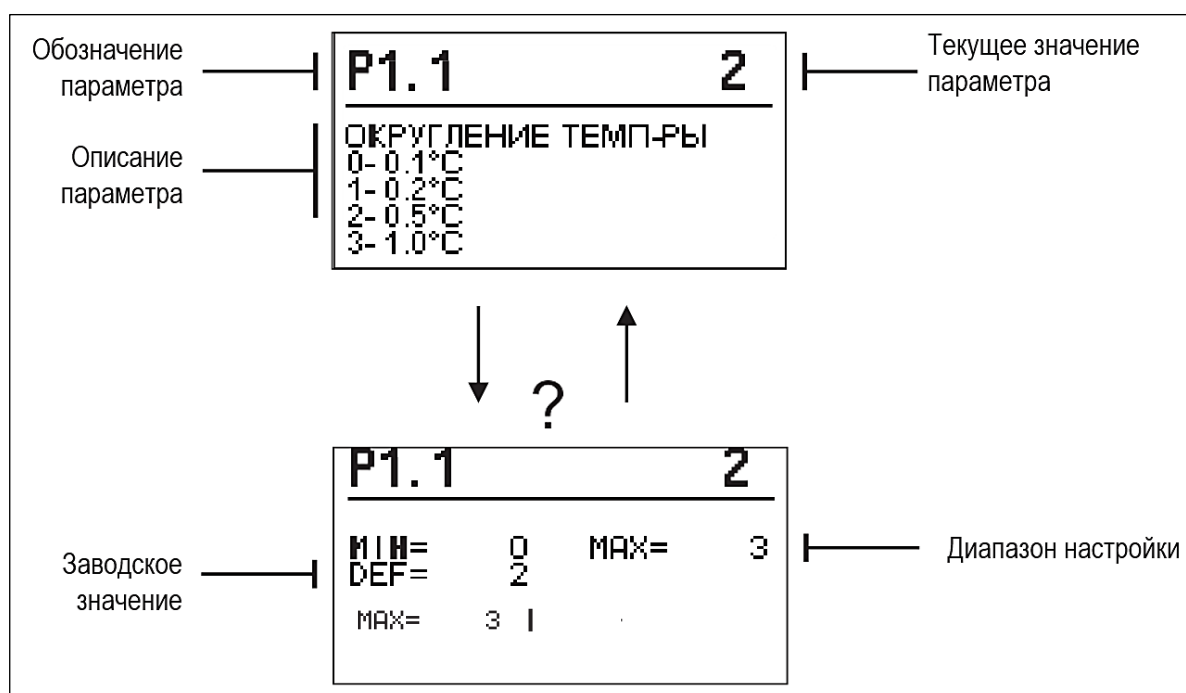 Обозначение
параметра
P1.1 2
Текущее значение
параметра
Описание
параметра
ОКРУГЛЕНИЕ ТЕМП-РЫ
0- 0.1°C
1- 0.2°C
2- 0.5°C
3- 1.0°C
?
P1.1 2
Заводское
значение
MIN= 0 MAX= 3
DEF= 2
MAX= 3
Диапазон настройки